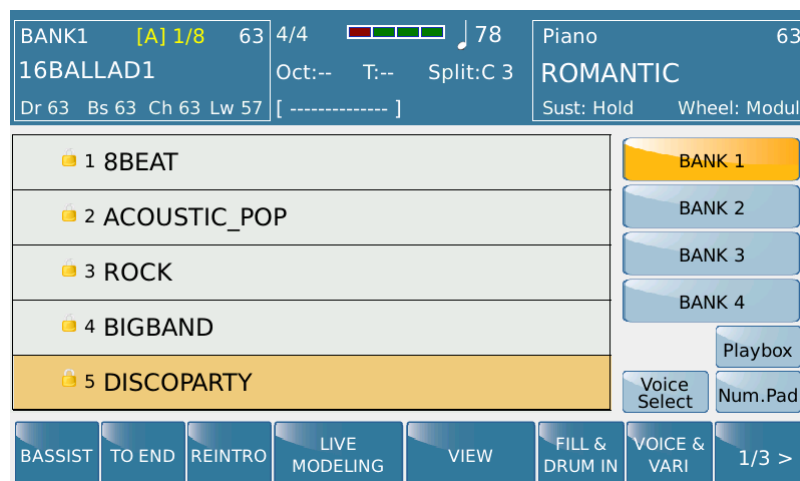 BANK1 [A] 1/8 63
16BALLAD1
Dr 63 Bs 63 Ch 63 Lw 57
4/4 78
Oct:-- T:-- Split:C 3
[ -------------- ]
Piano 63
ROMANTIC
Sust: Hold Wheel: Modul
1 8BEAT
2 ACOUSTIC_POP
3 ROCK
4 BIGBAND
5 DISCOPARTY
BANK 1
BANK 2
BANK 3
BANK 4
Playbox
Voice
Select
Num.Pad
BASSIST
TO END
REINTRO
LIVE
MODELING
VIEW
FILL &
DRUM IN
VOICE &
VARI
1/3 >